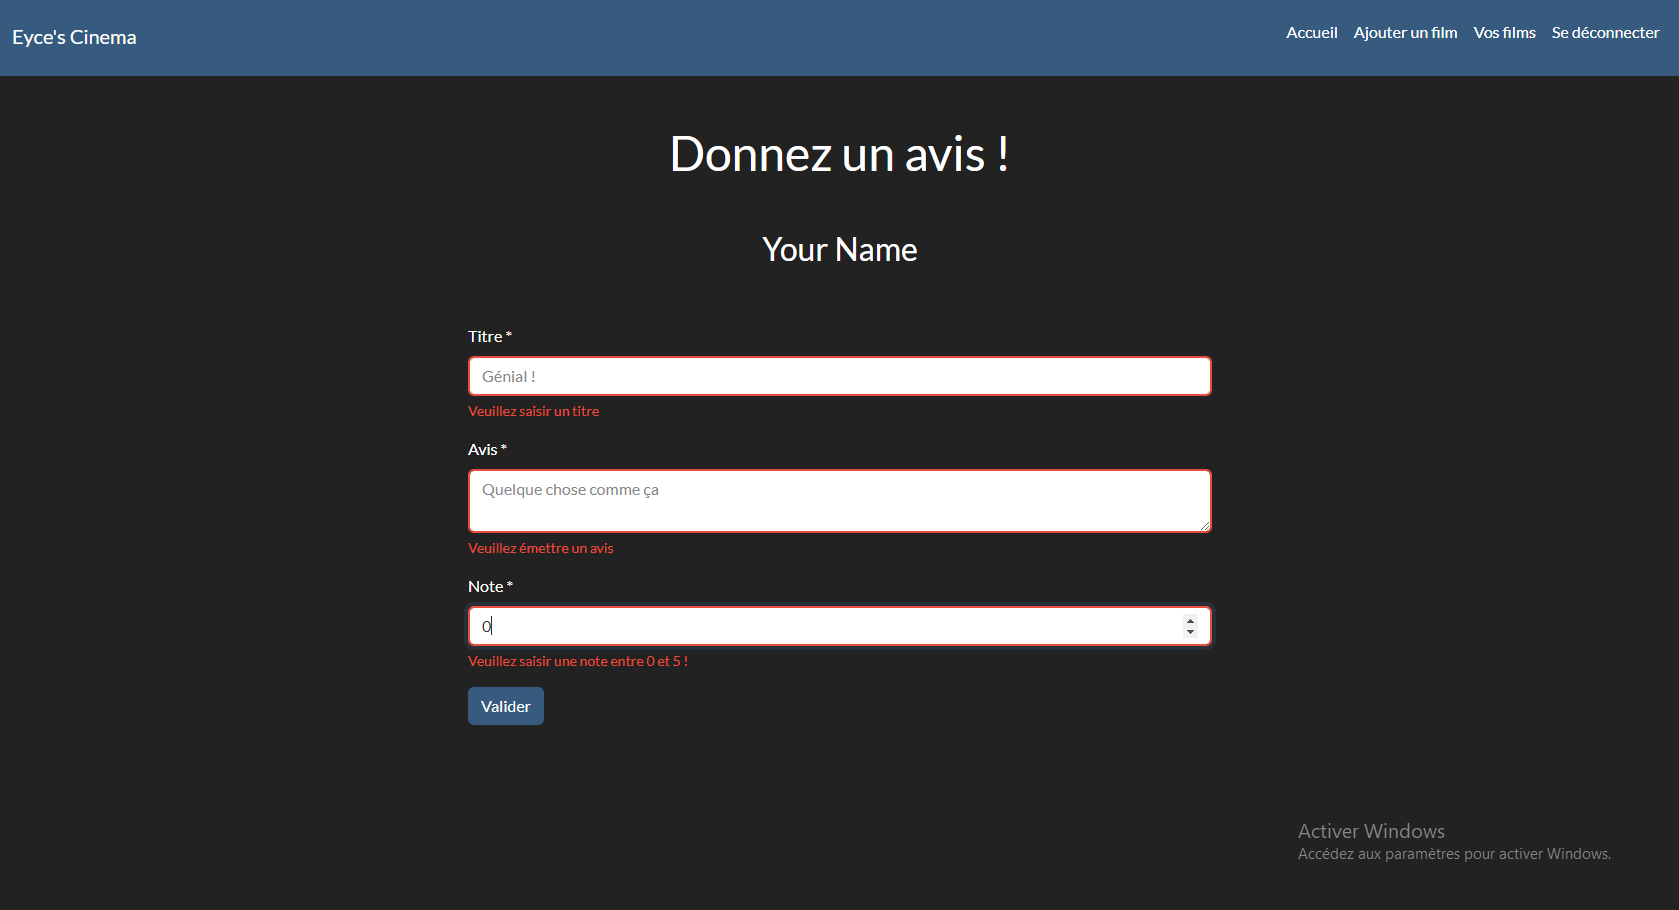 Eyce's Cinema
Accueil Ajouter un film Vos films Se déconnecter
Donnez un avis !
Your Name
Titre *
Génial !
Veuillez saisir un titre
Avis *
Quelque chose comme ça
Veuillez émettre un avis
Note *
0
Veuillez saisir une note entre 0 et 5 !
Valider
Activer Windows
Accédez aux paramètres pour activer Windows.